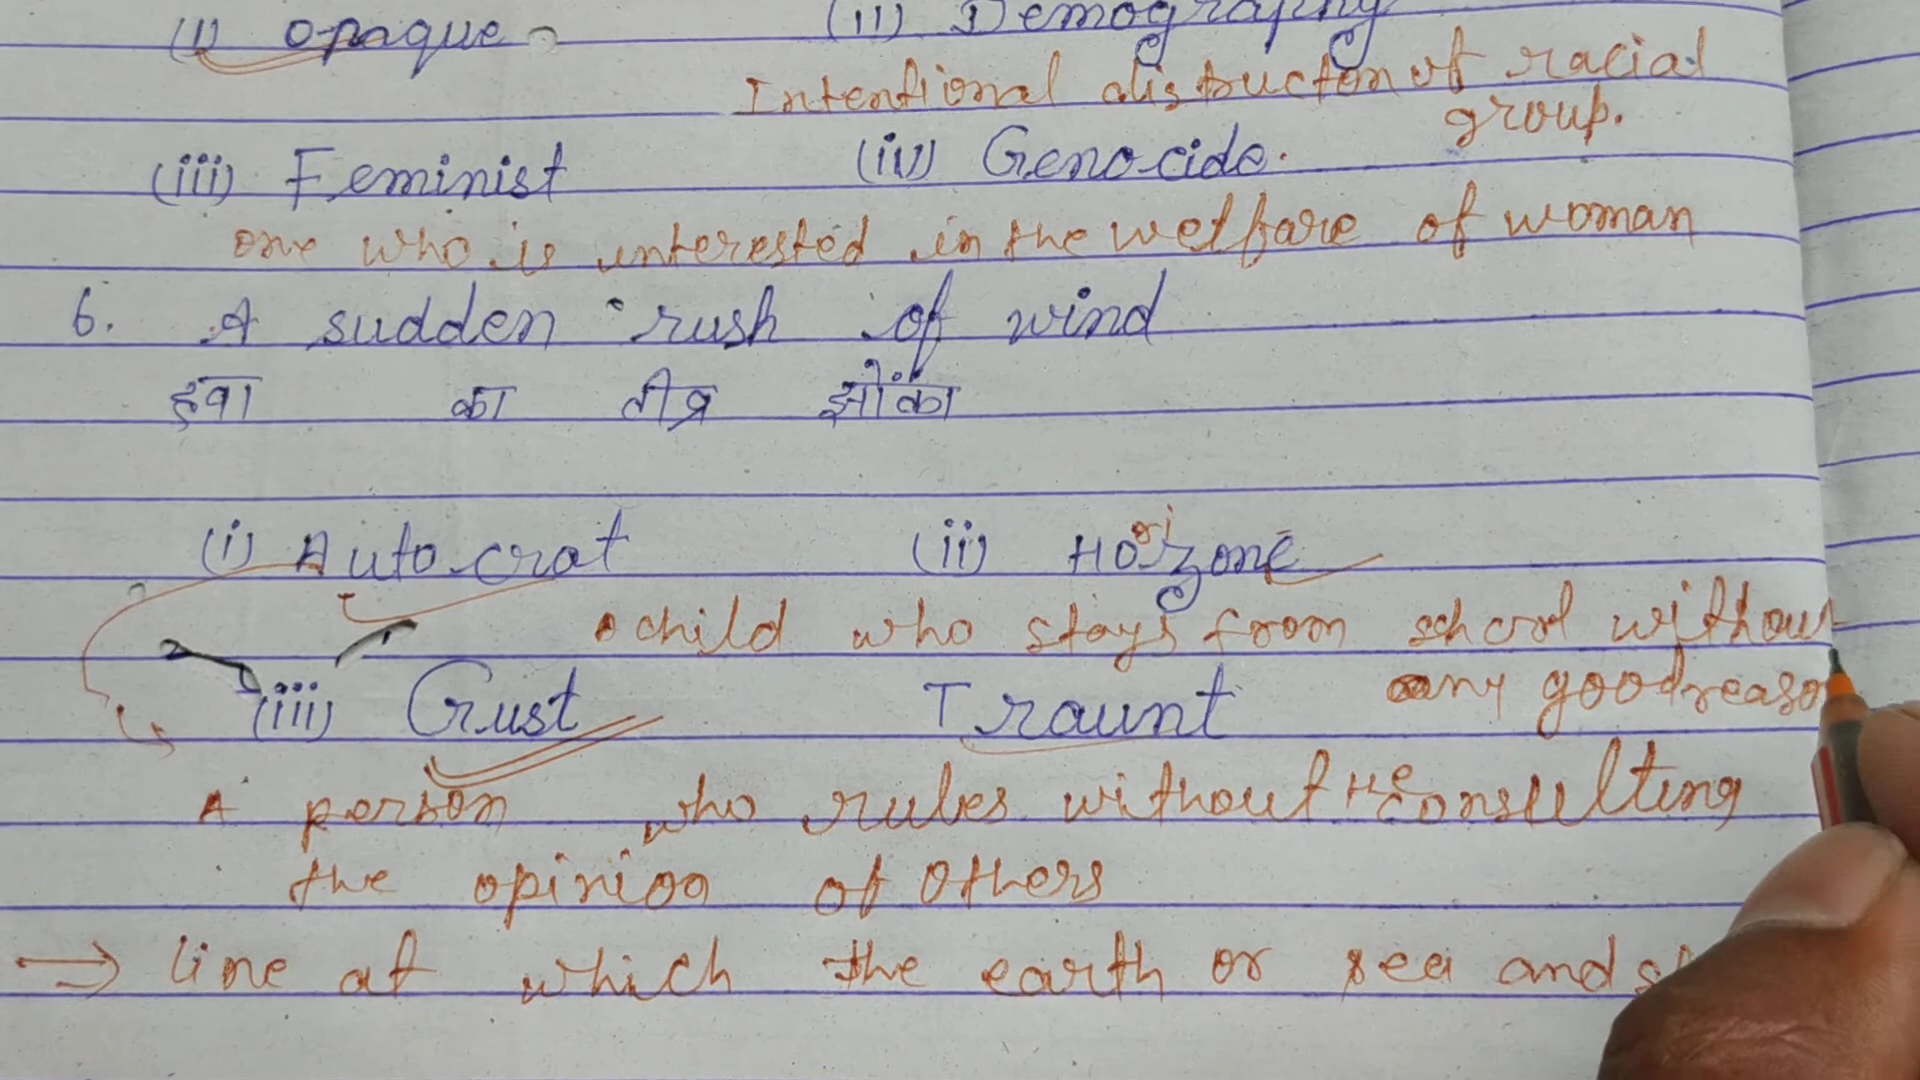 (i) Opaque (ii) Demography
Intentional distructon of racial
group.
(iii) Feminist (iv) Genocide.
one who is interested in the welfare of woman
6. A sudden rush of wind
हवा का तीव्र झोंका
(i) Autocrat (ii) Horizone
a child who stays from school without
any good reaso
(iii) Gust Traunt
A person who rules without consulting
the opinion of others
⇒ line at which the earth or sea and s